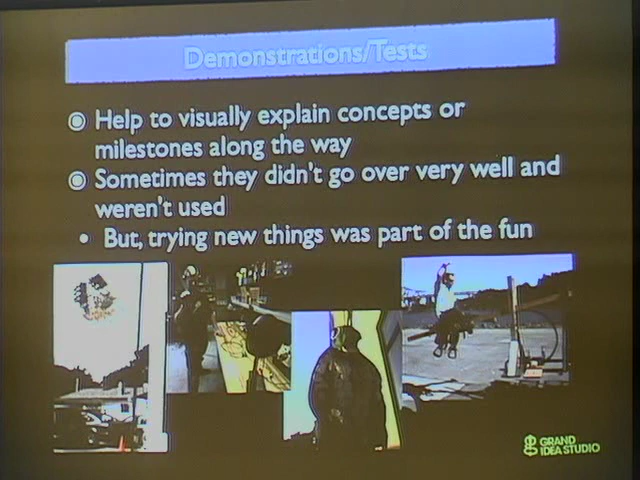 Demonstrations/Tests
Help to visually explain concepts or
milestones along the way
Sometimes they didn't go over very well and
weren't used
But, trying new things was part of the fun
GRAND
IDEA STUDIO